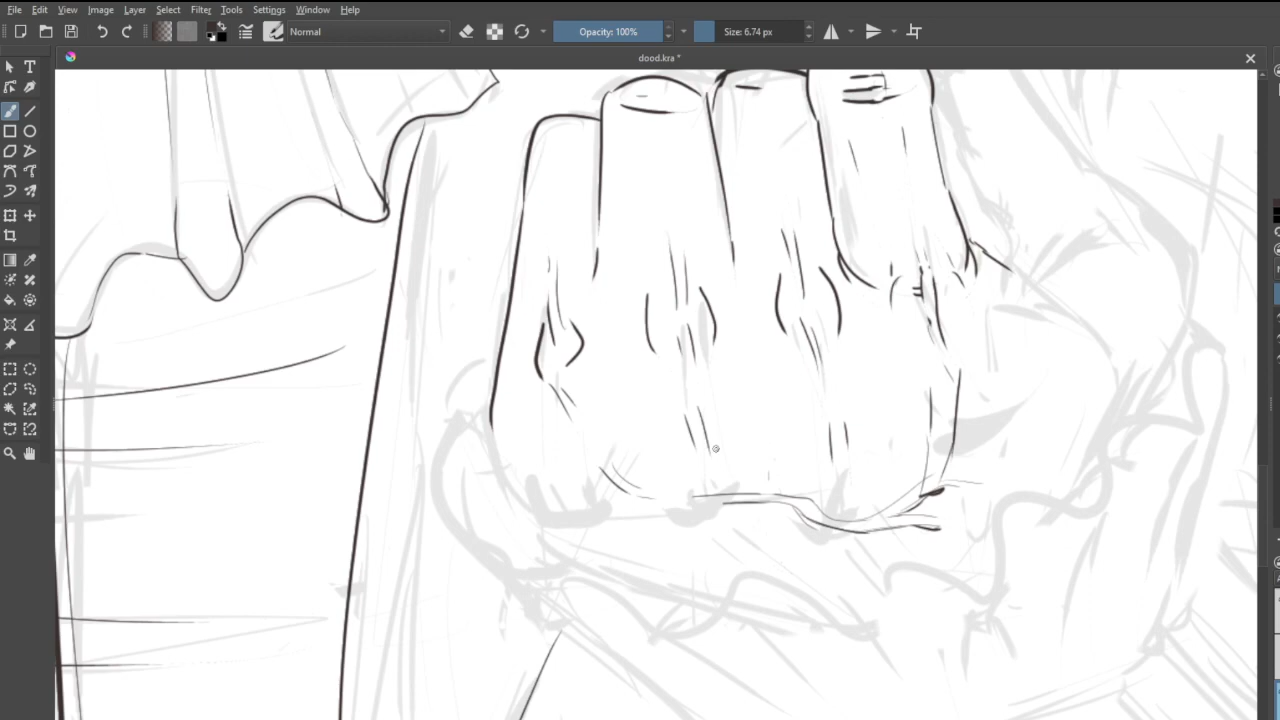 File Edit View Image Layer Select Filter Tools Settings Window Help
Normal Opacity: 100% Size: 6.74 px
dood.kra *